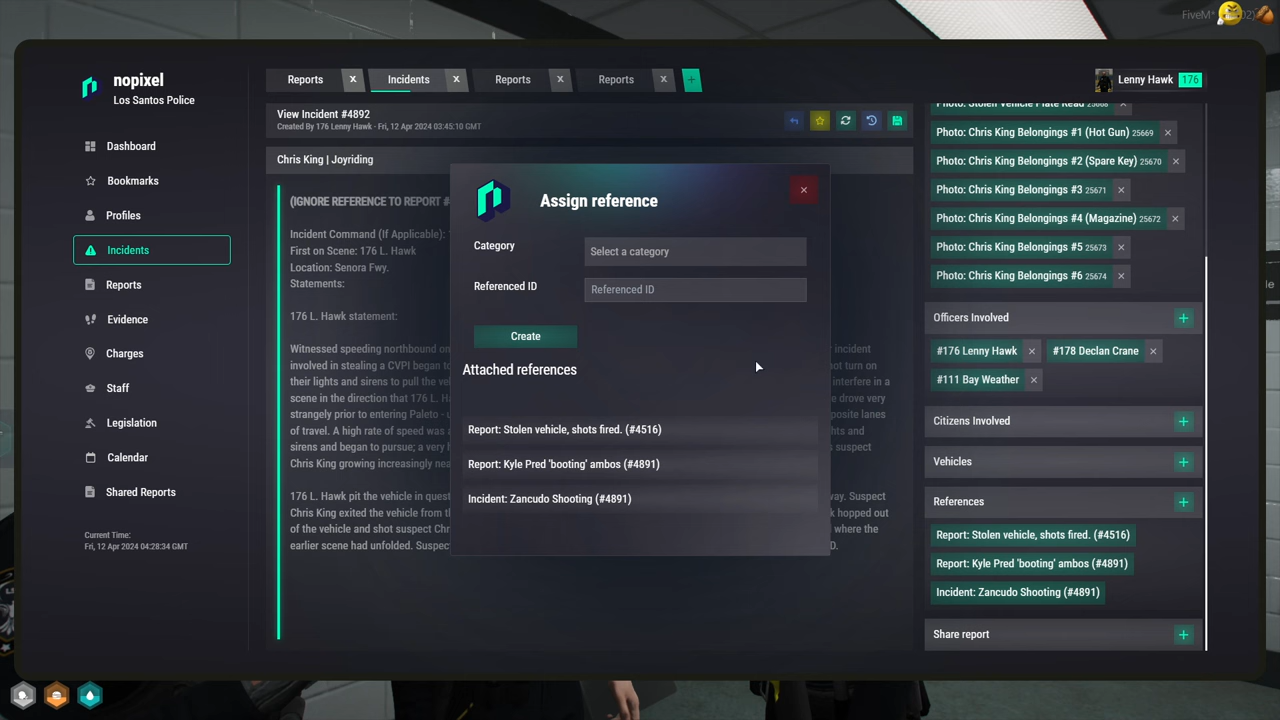 FiveM*
nopixel
Los Santos Police
Dashboard
Bookmarks
Profiles
Incidents
Reports
Evidence
Charges
Staff
Legislation
Calendar
Shared Reports
Current Time:
Fri, 12 Apr 2024 04:28:34 GMT
Reports x
Incidents x
Reports x
Reports x
+
Lenny Hawk 176
View Incident #4892
Created By 176 Lenny Hawk - Fri, 12 Apr 2024 03:45:10 GMT
Chris King | Joyriding
(IGNORE REFERENCE TO REPORT #
Incident Command (If Applicable):
First on Scene: 176 L. Hawk
Location: Senora Fwy.
Statements:
176 L. Hawk statement:
Witnessed speeding northbound on incident
involved in stealing a CVPI began to not turn on
their lights and sirens to pull the interfere in a
scene in the direction that 176 L. drove very
strangely prior to entering Paleto - posite lanes
of travel. A high rate of speed was and
sirens and began to pursue; a suspect
Chris King growing increasingly
176 L. Hawk pit the vehicle in way. Suspect
Chris King exited the vehicle from hopped out
of the vehicle and shot suspect where the
earlier scene had unfolded. D.
Assign reference
×
Category
Select a category
Referenced ID
Referenced ID
Create
Attached references
Report: Stolen vehicle, shots fired. (#4516)
Report: Kyle Pred 'booting' ambos (#4891)
Incident: Zancudo Shooting (#4891)
Photo: Stolen Vehicle Plate Read 25668 ×
Photo: Chris King Belongings #1 (Hot Gun) 25669 ×
Photo: Chris King Belongings #2 (Spare Key) 25670 ×
Photo: Chris King Belongings #3 25671 ×
Photo: Chris King Belongings #4 (Magazine) 25672 ×
Photo: Chris King Belongings #5 25673 ×
Photo: Chris King Belongings #6 25674 ×
Officers Involved +
#176 Lenny Hawk × #178 Declan Crane ×
#111 Bay Weather ×
Citizens Involved +
Vehicles +
References +
Report: Stolen vehicle, shots fired. (#4516)
Report: Kyle Pred 'booting' ambos (#4891)
Incident: Zancudo Shooting (#4891)
Share report +